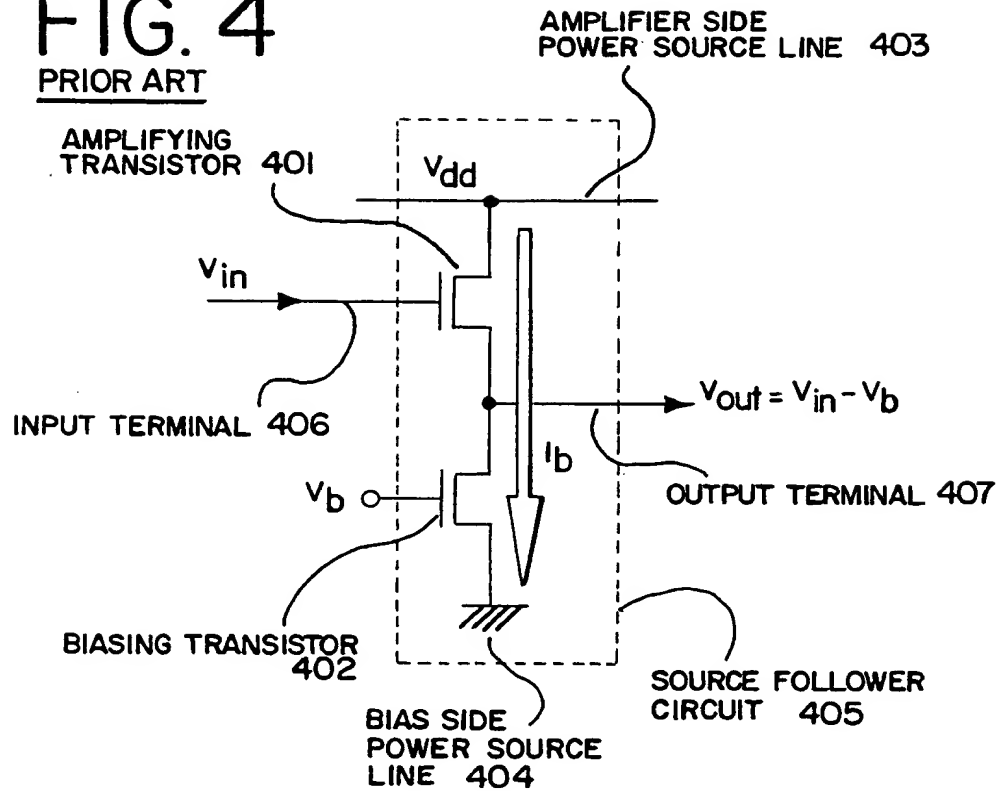 FIG. 4
PRIOR ART
AMPLIFIER SIDE
POWER SOURCE LINE 403
AMPLIFYING
TRANSISTOR 401
Vdd
Vin
Vout = Vin - Vb
INPUT TERMINAL 406
Ib
Vb
OUTPUT TERMINAL 407
BIASING TRANSISTOR
402
SOURCE FOLLOWER
CIRCUIT 405
BIAS SIDE
POWER SOURCE
LINE 404